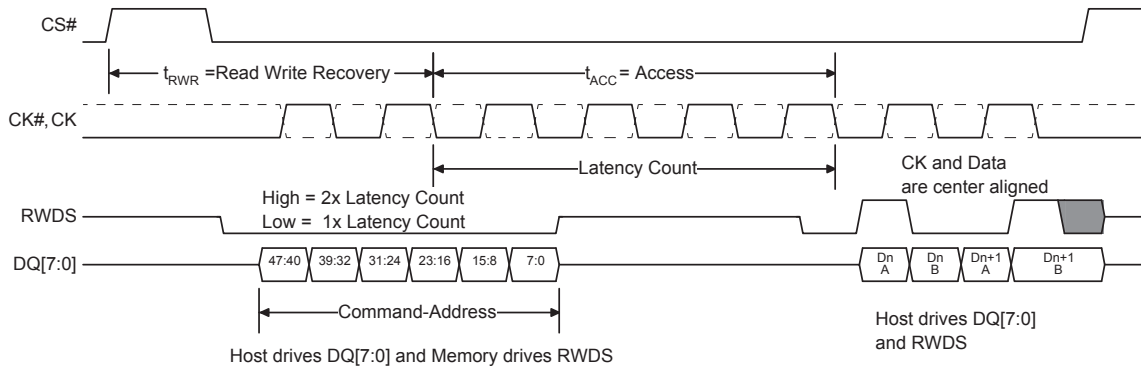 CS#
tRWR =Read Write Recovery
tACC = Access
CK#, CK
Latency Count
CK and Data
are center aligned
High = 2x Latency Count
Low = 1x Latency Count
RWDS
DQ[7:0]
47:40 39:32 31:24 23:16 15:8 7:0
Dn
A
Dn
B
Dn+1
A
Dn+1
B
Command-Address
Host drives DQ[7:0]
and RWDS
Host drives DQ[7:0] and Memory drives RWDS